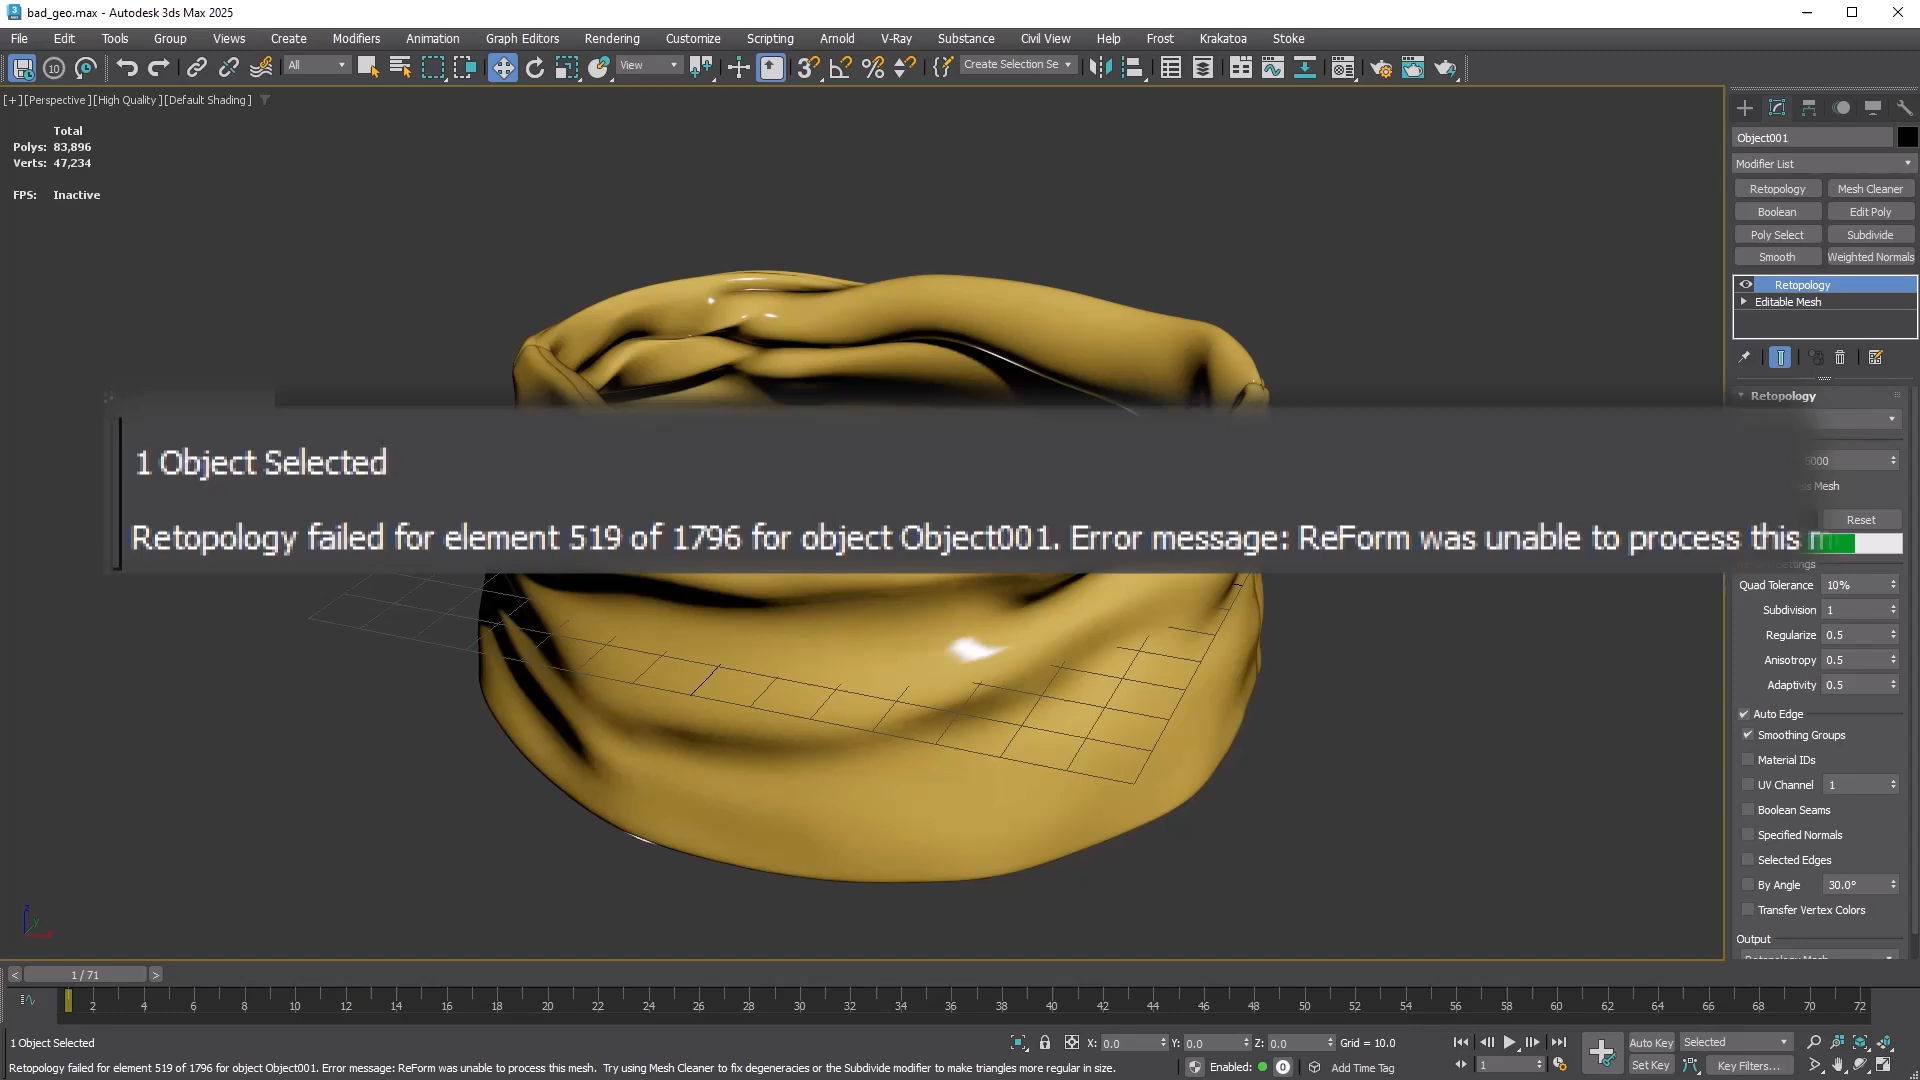 bad_geo.max - Autodesk 3ds Max 2025
File Edit Tools Group Views Create Modifiers Animation Graph Editors Rendering Customize Scripting Arnold V-Ray Substance Civil View Help Frost Krakatoa Stoke
10 All View Create Selection Se
[+] [Perspective] [High Quality] [Default Shading]
Total
Polys: 83,896
Verts: 47,234
FPS: Inactive
Object001
Modifier List
Retopology Mesh Cleaner
Boolean Edit Poly
Poly Select Subdivide
Smooth Weighted Normals
Retopology
Editable Mesh
Retopology
1 Object Selected
Retopology failed for element 519 of 1796 for object Object001. Error message: ReForm was unable to process this
5000
Mesh
Reset
Settings
Quad Tolerance 10%
Subdivision 1
Regularize 0.5
Anisotropy 0.5
Adaptivity 0.5
Auto Edge
Smoothing Groups
Material IDs
UV Channel 1
Boolean Seams
Specified Normals
Selected Edges
By Angle 30.0°
Transfer Vertex Colors
Output
z
y
< 1 / 71 >
2 4 6 8 10 12 14 16 18 20 22 24 26 28 30 32 34 36 38 40 42 44 46 48 50 52 54 56 58 60 62 64 66 68 70 72
1 Object Selected X: 0.0 Y: 0.0 Z: 0.0 Grid = 10.0 Auto Key Selected
Retopology failed for element 519 of 1796 for object Object001. Error message: ReForm was unable to process this mesh. Try using Mesh Cleaner to fix degeneracies or the Subdivide modifier to make triangles more regular in size. Enabled: 0 Add Time Tag 1 Set Key Key Filters...